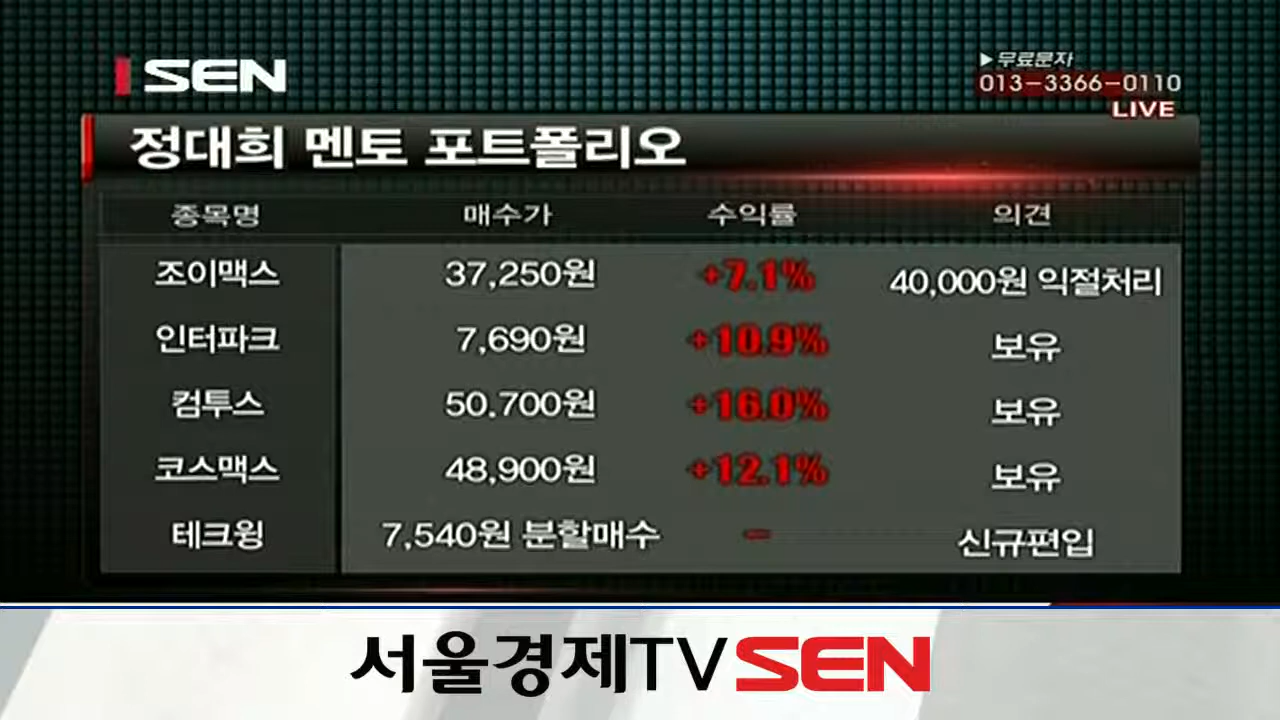 SEN
▶무료문자
013-3366-0110
LIVE
정대희 멘토 포트폴리오
종목명 매수가 수익률 의견
조이맥스 37,250원 +7.1% 40,000원 익절처리
인터파크 7,690원 +10.9% 보유
컴투스 50.700원 +16.0% 보유
코스맥스 48,900원 +12.1% 보유
테크윙 7,540원 분할매수 - 신규편입
서울경제TV SEN